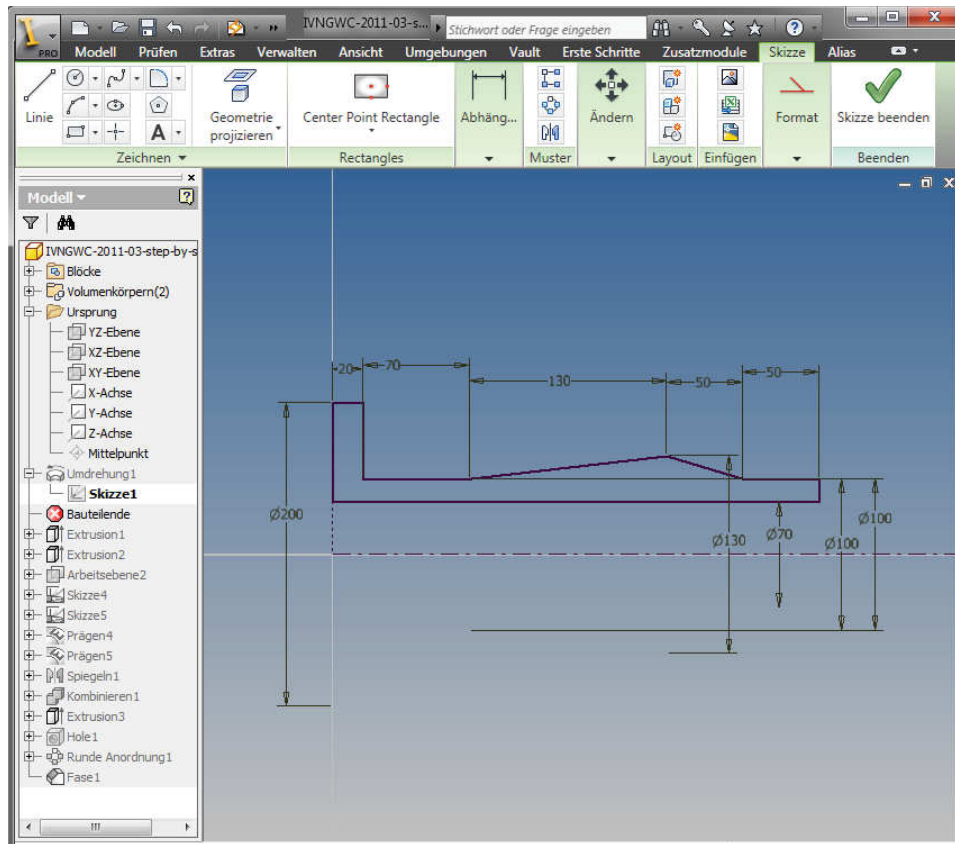 IVNGWC-2011-03-s...
Stichwort oder Frage eingeben
PRO
Modell Prüfen Extras Verwalten Ansicht Umgebungen Vault Erste Schritte Zusatzmodule Skizze Alias
Linie
A
Geometrie projizieren
Center Point Rectangle
Abhäng...
Ändern
Format
Skizze beenden
Zeichnen Rectangles Muster Layout Einfügen Beenden
Modell
IVNGWC-2011-03-step-by-s
Blöcke
Volumenkörpern(2)
Ursprung
YZ-Ebene
XZ-Ebene
XY-Ebene
X-Achse
Y-Achse
Z-Achse
Mittelpunkt
Umdrehung1
Skizze1
Bauteilende
Extrusion1
Extrusion2
Arbeitsebene2
Skizze4
Skizze5
Prägen4
Prägen5
Spiegeln1
Kombinieren1
Extrusion3
Hole1
Runde Anordnung1
Fase1
20 70 130 50 50
Ø200
Ø130
Ø70
Ø100
Ø100